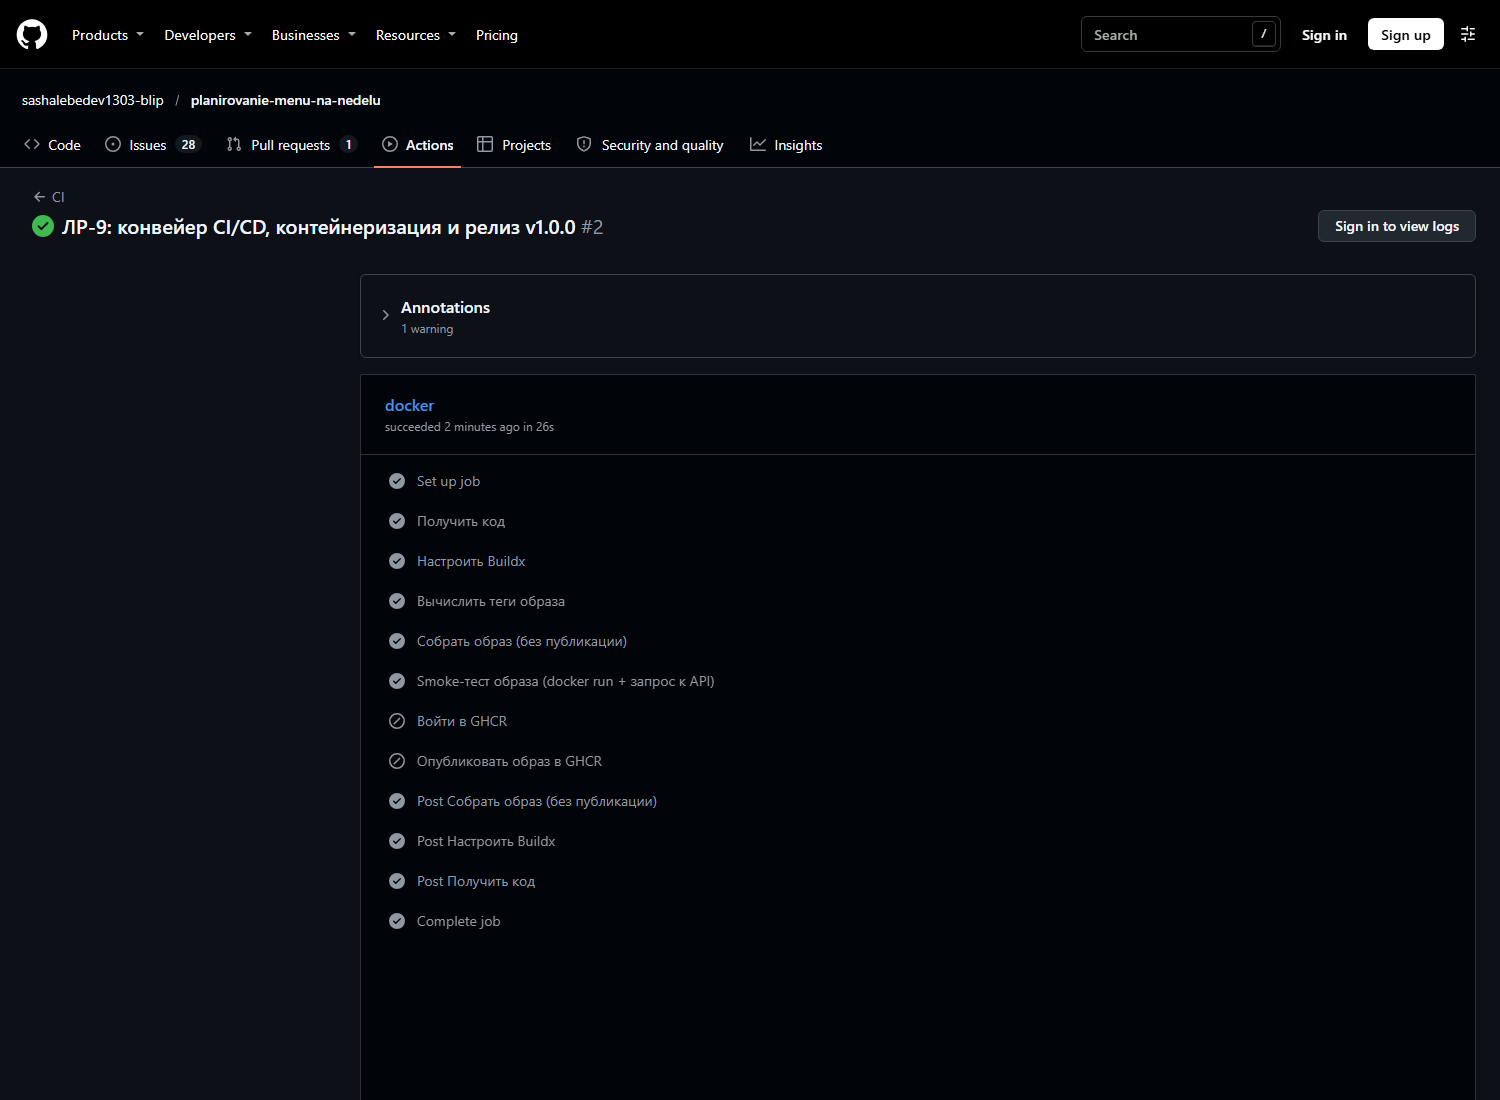 Products Developers Businesses Resources Pricing Search / Sign in Sign up
sashalebedev1303-blip / planirovanie-menu-na-nedelu
Code Issues 28 Pull requests 1 Actions Projects Security and quality Insights
← CI
ЛР-9: конвейер CI/CD, контейнеризация и релиз v1.0.0 #2
Sign in to view logs
Annotations
1 warning
docker
succeeded 2 minutes ago in 26s
Set up job
Получить код
Настроить Buildx
Вычислить теги образа
Собрать образ (без публикации)
Smoke-тест образа (docker run + запрос к API)
Войти в GHCR
Опубликовать образ в GHCR
Post Собрать образ (без публикации)
Post Настроить Buildx
Post Получить код
Complete job